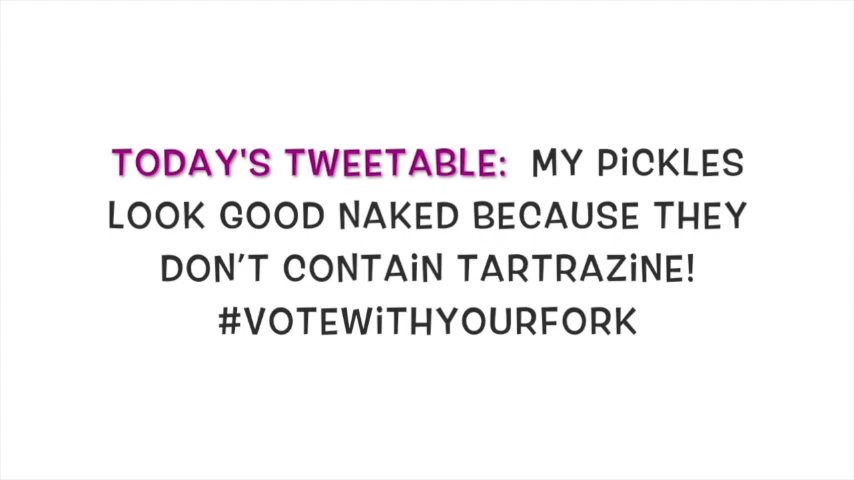 TODAY'S TWEETABLE: MY PiCKLES
LOOK GOOD NAKED BECAUSE THEY
DON'T CONTAiN TARTRAZiNE!
#VOTEWiTHYOURFORK